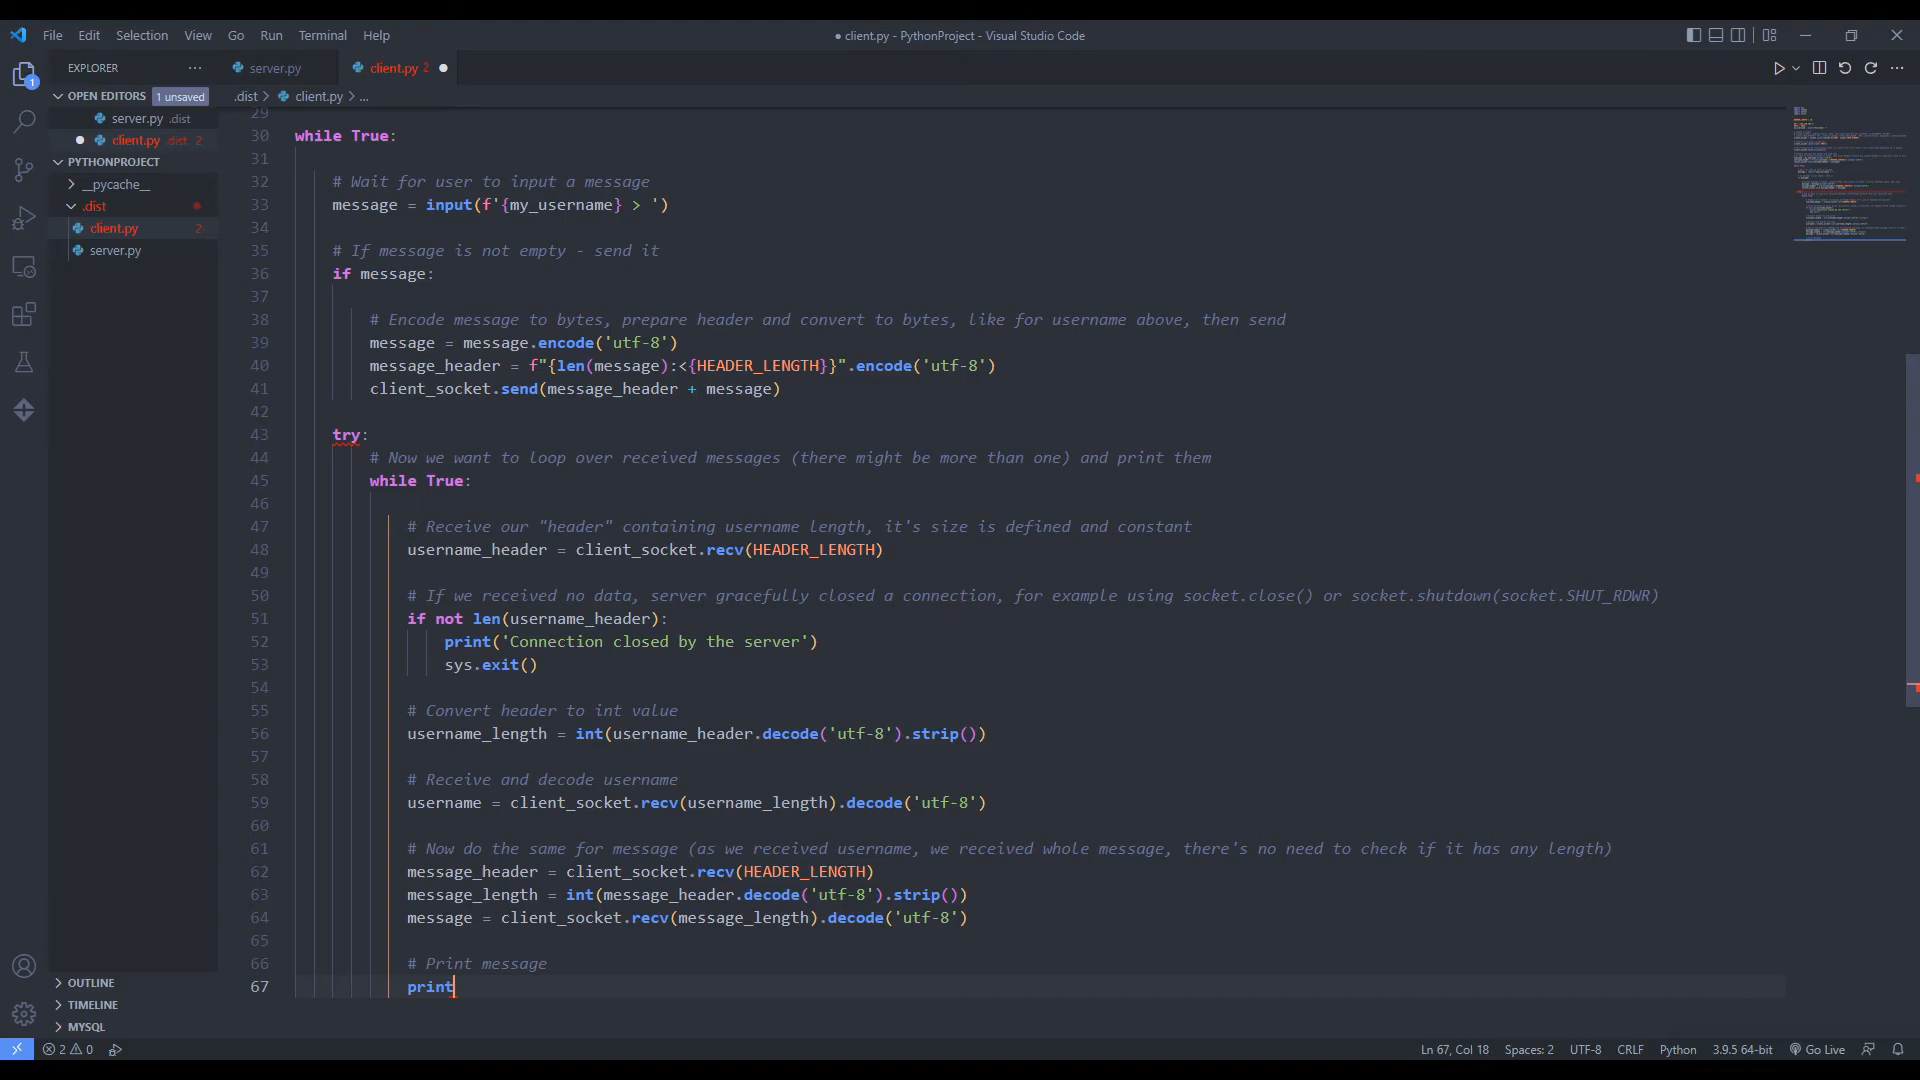 File Edit Selection View Go Run Terminal Help
● client.py - PythonProject - Visual Studio Code
EXPLORER
server.py
client.py 2
OPEN EDITORS 1 unsaved
.dist > client.py > ...
server.py .dist
client.py .dist 2
PYTHONPROJECT
__pycache__
.dist
client.py 2
server.py
OUTLINE
TIMELINE
MYSQL
29
30 while True:
31
32 # Wait for user to input a message
33 message = input(f'{my_username} > ')
34
35 # If message is not empty - send it
36 if message:
37
38 # Encode message to bytes, prepare header and convert to bytes, like for username above, then send
39 message = message.encode('utf-8')
40 message_header = f"{len(message):<{HEADER_LENGTH}}".encode('utf-8')
41 client_socket.send(message_header + message)
42
43 try:
44 # Now we want to loop over received messages (there might be more than one) and print them
45 while True:
46
47 # Receive our "header" containing username length, it's size is defined and constant
48 username_header = client_socket.recv(HEADER_LENGTH)
49
50 # If we received no data, server gracefully closed a connection, for example using socket.close() or socket.shutdown(socket.SHUT_RDWR)
51 if not len(username_header):
52 print('Connection closed by the server')
53 sys.exit()
54
55 # Convert header to int value
56 username_length = int(username_header.decode('utf-8').strip())
57
58 # Receive and decode username
59 username = client_socket.recv(username_length).decode('utf-8')
60
61 # Now do the same for message (as we received username, we received whole message, there's no need to check if it has any length)
62 message_header = client_socket.recv(HEADER_LENGTH)
63 message_length = int(message_header.decode('utf-8').strip())
64 message = client_socket.recv(message_length).decode('utf-8')
65
66 # Print message
67 print
1
2 0
Ln 67, Col 18 Spaces: 2 UTF-8 CRLF Python 3.9.5 64-bit Go Live